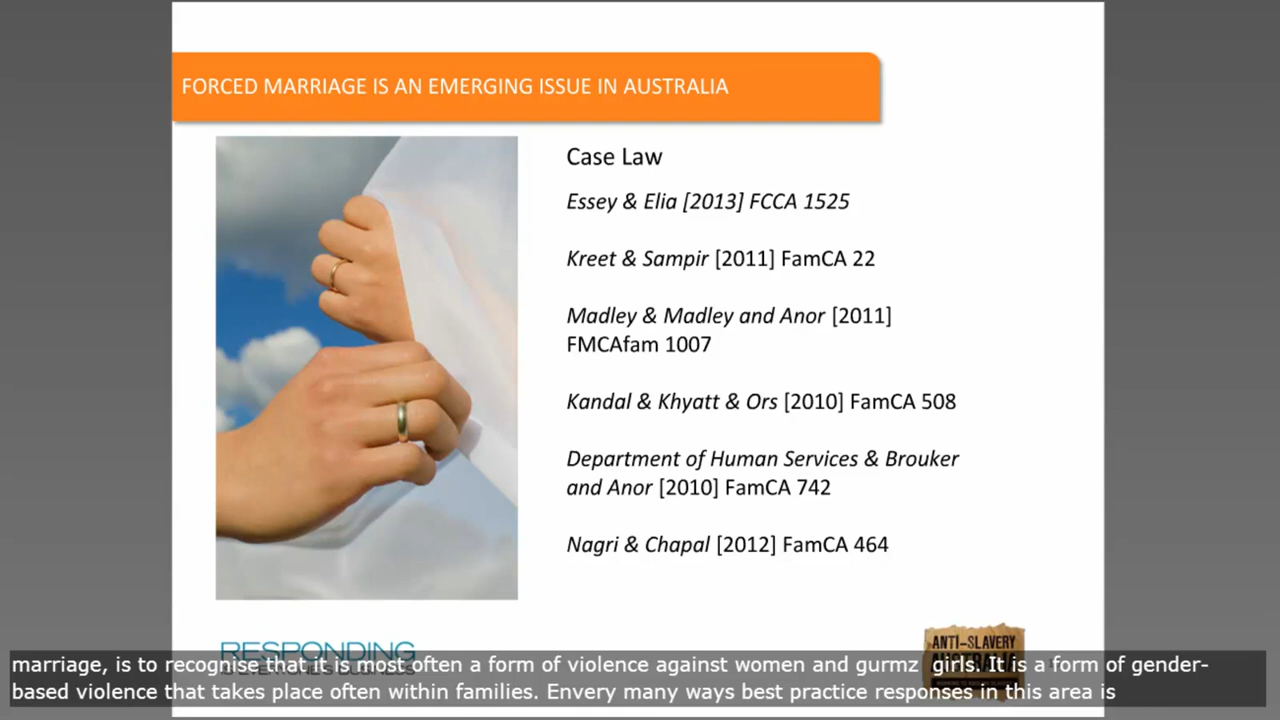 FORCED MARRIAGE IS AN EMERGING ISSUE IN AUSTRALIA
Case Law
Essey & Elia [2013] FCCA 1525
Kreet & Sampir [2011] FamCA 22
Madley & Madley and Anor [2011]
FMCAfam 1007
Kandal & Khyatt & Ors [2010] FamCA 508
Department of Human Services & Brouker
and Anor [2010] FamCA 742
Nagri & Chapal [2012] FamCA 464
RESPONDING
IS EVERYONE'S BUSINESS
ANTI-SLAVERY
AUSTRALIA
marriage, is to recognise that it is most often a form of violence against women and gurmz girls. It is a form of gender-
based violence that takes place often within families. Envery many ways best practice responses in this area is